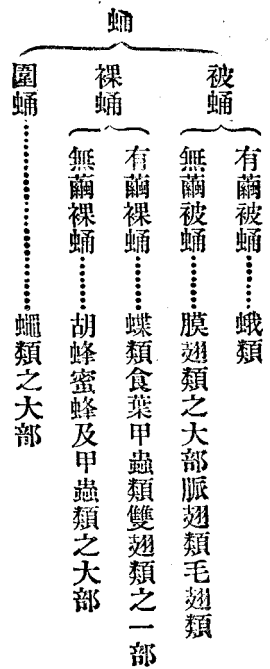 蛹
被蛹
有繭被蛹………蛾類
無繭被蛹………膜翅類之大部脈翅類毛翅類
裸蛹
有繭裸蛹………蝶類食葉甲蟲類雙翅類之一部
無繭裸蛹………胡蜂蜜蜂及甲蟲類之大部
圍蛹………………蠅類之大部